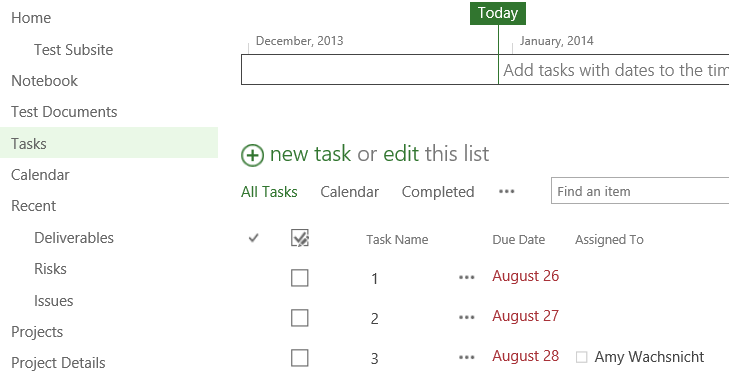 Home
Test Subsite
Notebook
Test Documents
Tasks
Calendar
Recent
Deliverables
Risks
Issues
Projects
Project Details
Today
December, 2013 January, 2014
Add tasks with dates to the tim
new task or edit this list
All Tasks Calendar Completed ••• Find an item
Task Name Due Date Assigned To
1 ••• August 26
2 ••• August 27
3 ••• August 28 Amy Wachsnicht